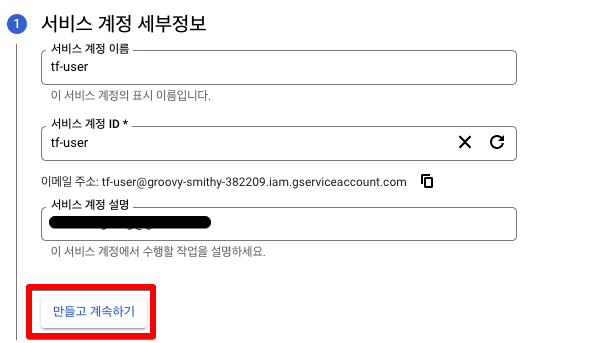 1 서비스 계정 세부정보
서비스 계정 이름
tf-user
이 서비스 계정의 표시 이름입니다.
서비스 계정 ID *
tf-user
이메일 주소: tf-user@groovy-smithy-382209.iam.gserviceaccount.com
서비스 계정 설명
이 서비스 계정에서 수행할 작업을 설명하세요.
만들고 계속하기